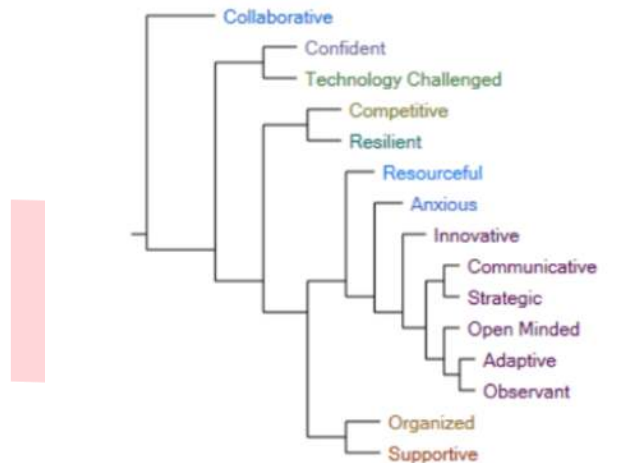 Collaborative
Confident
Technology Challenged
Competitive
Resilient
Resourceful
Anxious
Innovative
Communicative
Strategic
Open Minded
Adaptive
Observant
Organized
Supportive